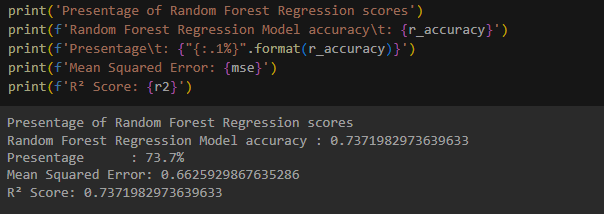 print('Presentage of Random Forest Regression scores')
print(f'Random Forest Regression Model accuracy\t: {r_accuracy}')
print(f'Presentage\t: {"{:.1%}".format(r_accuracy)}')
print(f'Mean Squared Error: {mse}')
print(f'R² Score: {r2}')
Presentage of Random Forest Regression scores
Random Forest Regression Model accuracy : 0.7371982973639633
Presentage : 73.7%
Mean Squared Error: 0.6625929867635286
R² Score: 0.7371982973639633